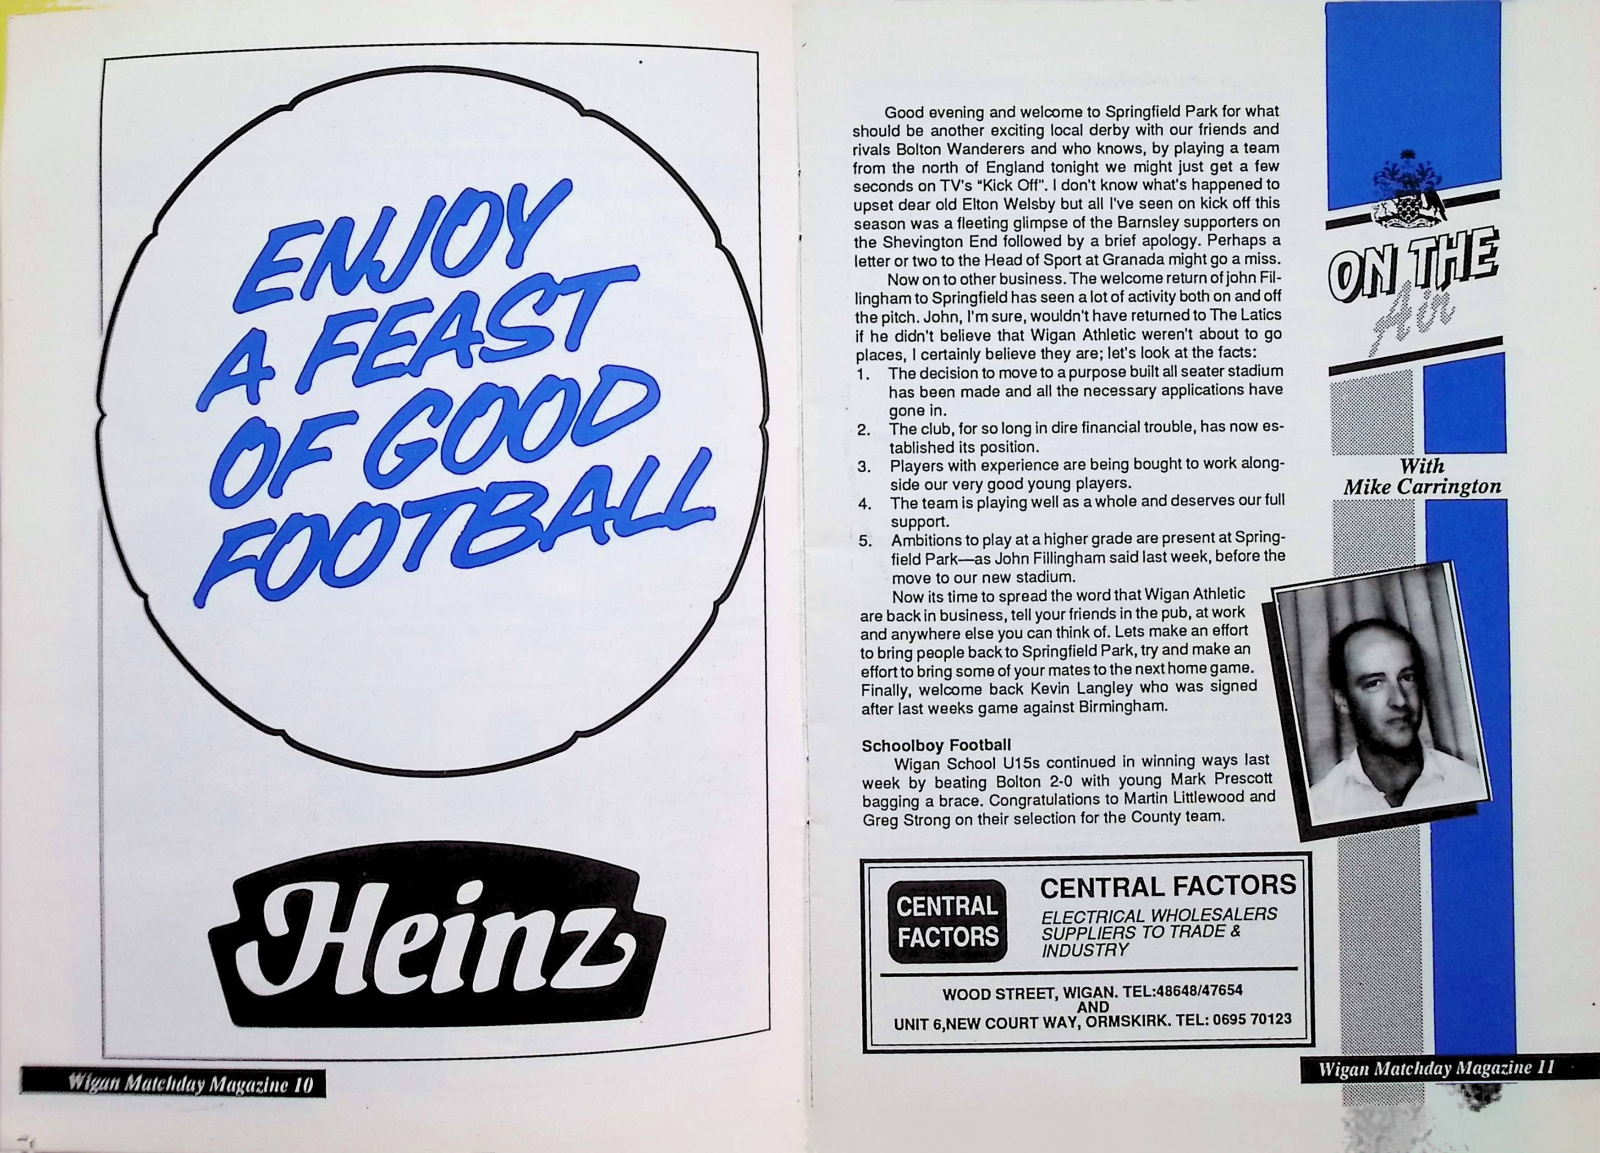 ENJOY
A FEAST
OF GOOD
FOOTBALL
Heinz
Wigan Matchday Magazine 10
Good evening and welcome to Springfield Park for what
should be another exciting local derby with our friends and
rivals Bolton Wanderers and who knows, by playing a team
from the north of England tonight we might just get a few
seconds on TV's "Kick Off". I don't know what's happened to
upset dear old Elton Welsby but all I've seen on kick off this
season was a fleeting glimpse of the Barnsley supporters on
the Shevington End followed by a brief apology. Perhaps a
letter or two to the Head of Sport at Granada might go a miss.
Now on to other business. The welcome return of john Fil-
lingham to Springfield has seen a lot of activity both on and off
the pitch. John, I'm sure, wouldn't have returned to The Latics
if he didn't believe that Wigan Athletic weren't about to go
places, I certainly believe they are; let's look at the facts:
1. The decision to move to a purpose built all seater stadium
has been made and all the necessary applications have
gone in.
2. The club, for so long in dire financial trouble, has now es-
tablished its position.
3. Players with experience are being bought to work along-
side our very good young players.
4. The team is playing well as a whole and deserves our full
support.
5. Ambitions to play at a higher grade are present at Spring-
field Park—as John Fillingham said last week, before the
move to our new stadium.
Now its time to spread the word that Wigan Athletic
are back in business, tell your friends in the pub, at work
and anywhere else you can think of. Lets make an effort
to bring people back to Springfield Park, try and make an
effort to bring some of your mates to the next home game.
Finally, welcome back Kevin Langley who was signed
after last weeks game against Birmingham.
Schoolboy Football
Wigan School U15s continued in winning ways last
week by beating Bolton 2-0 with young Mark Prescott
bagging a brace. Congratulations to Martin Littlewood and
Greg Strong on their selection for the County team.
CENTRAL
FACTORS
CENTRAL FACTORS
ELECTRICAL WHOLESALERS
SUPPLIERS TO TRADE &
INDUSTRY
WOOD STREET, WIGAN. TEL:48648/47654
AND
UNIT 6,NEW COURT WAY, ORMSKIRK. TEL: 0695 70123
ON THE
Air
With
Mike Carrington
Wigan Matchday Magazine 11